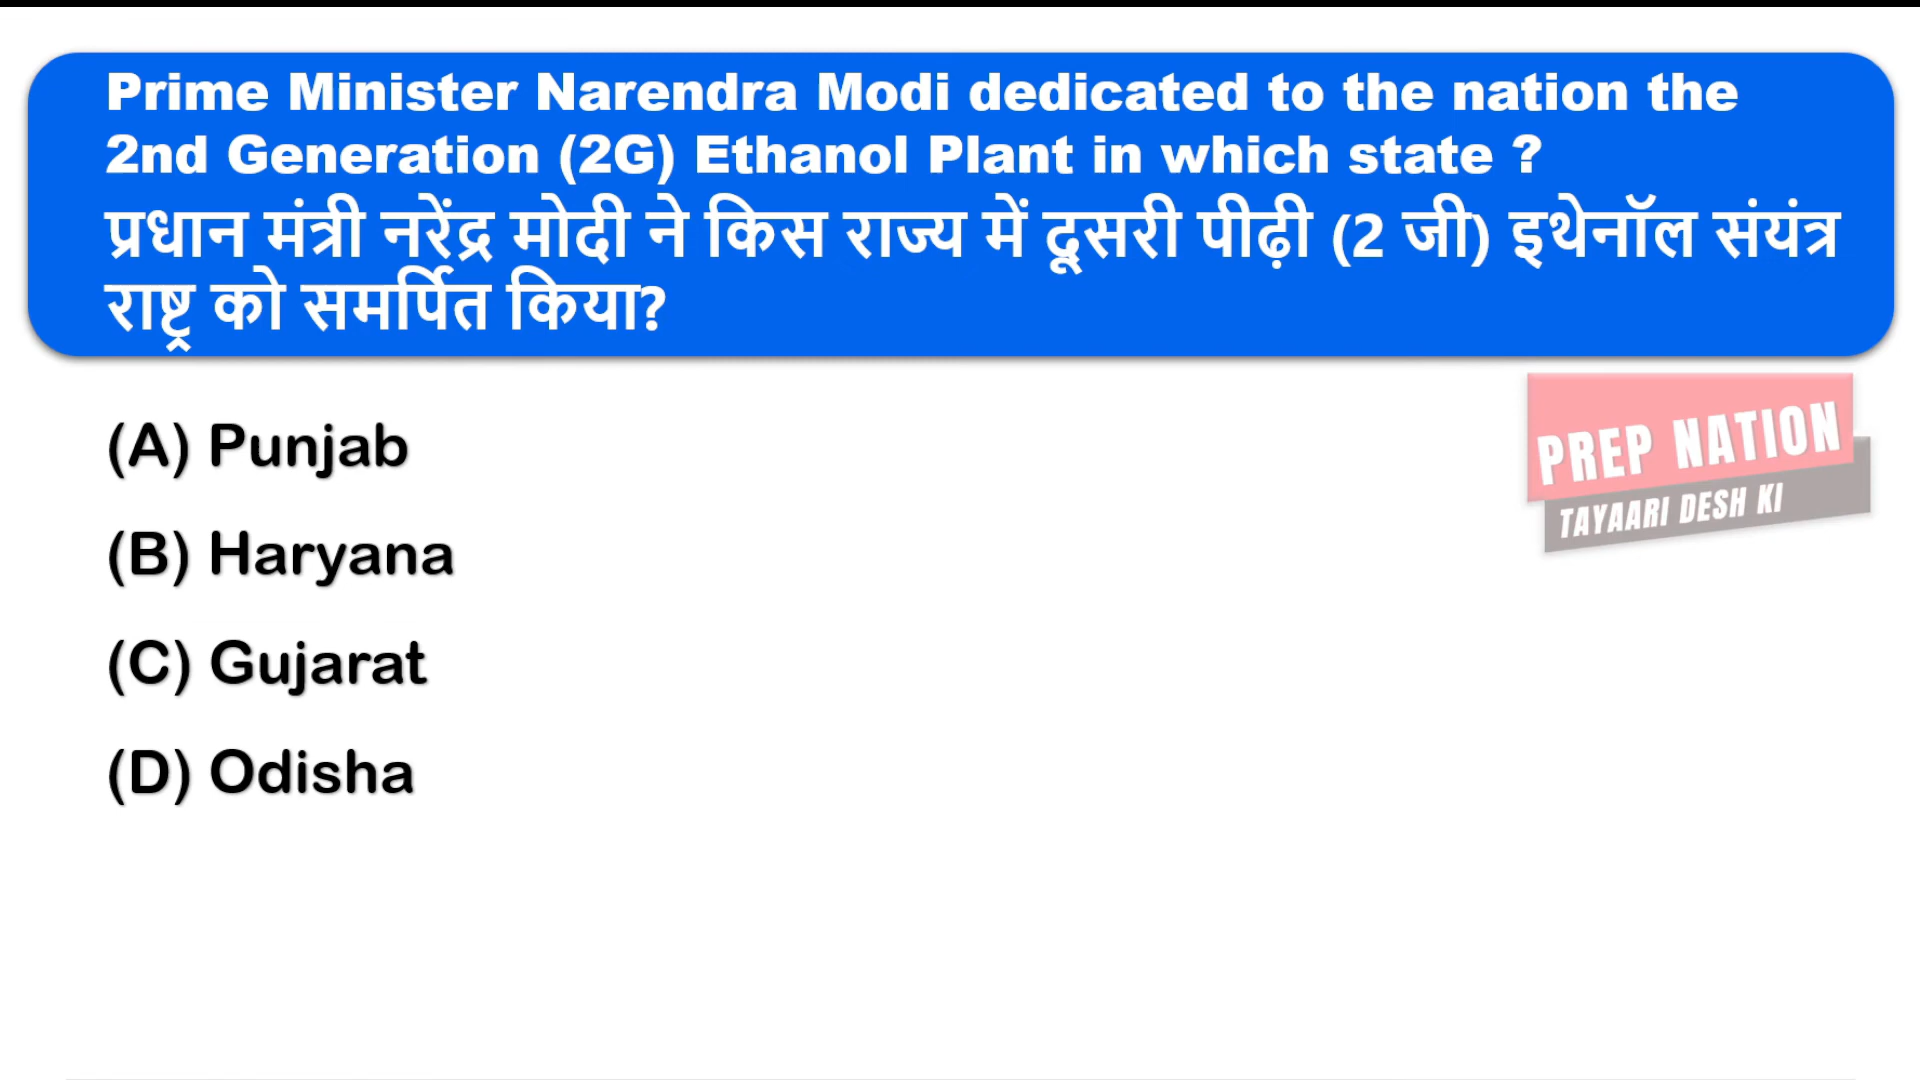 Prime Minister Narendra Modi dedicated to the nation the
2nd Generation (2G) Ethanol Plant in which state ?
प्रधान मंत्री नरेंद्र मोदी ने किस राज्य में दूसरी पीढ़ी (2 जी) इथेनॉल संयंत्र
राष्ट्र को समर्पित किया?
PREP NATION
TAYAARI DESH KI
(A) Punjab
(B) Haryana
(C) Gujarat
(D) Odisha